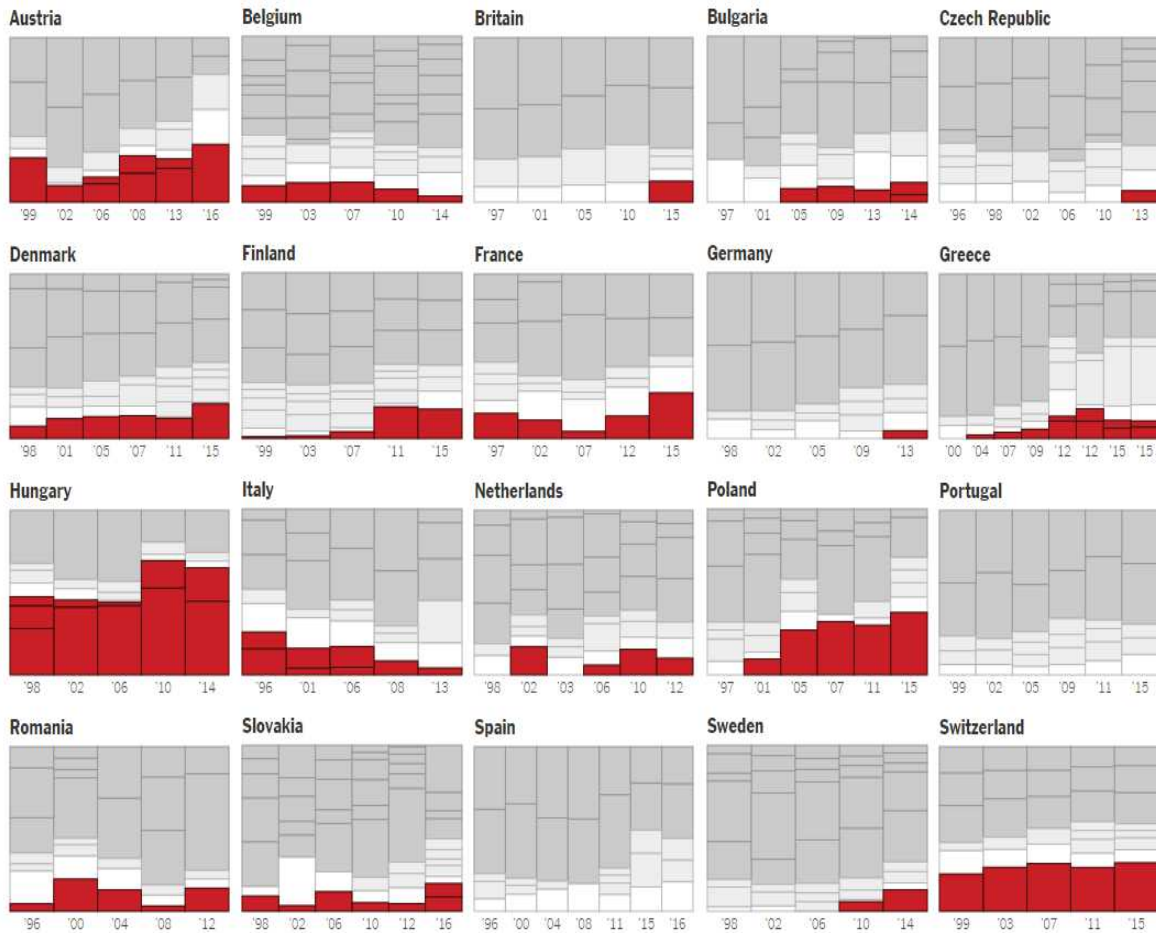 Austria Belgium Britain Bulgaria Czech Republic
'99 '02 '06 '08 '13 '16 '99 '03 '07 '10 '14 '97 '01 '05 '10 '15 '97 '01 '05 '09 '13 '14 '96 '98 '02 '06 '10 '13
Denmark Finland France Germany Greece
'98 '01 '05 '07 '11 '15 '99 '03 '07 '11 '15 '97 '02 '07 '12 '15 '98 '02 '05 '09 '13 '00 '04 '07 '09 '12 '12 '15 '15
Hungary Italy Netherlands Poland Portugal
'98 '02 '06 '10 '14 '96 '01 '06 '08 '13 '98 '02 '03 '06 '10 '12 '97 '01 '05 '07 '11 '15 '99 '02 '05 '09 '11 '15
Romania Slovakia Spain Sweden Switzerland
'96 '00 '04 '08 '12 '98 '02 '06 '10 '12 '16 '96 '00 '04 '08 '11 '15 '16 '98 '02 '06 '10 '14 '99 '03 '07 '11 '15